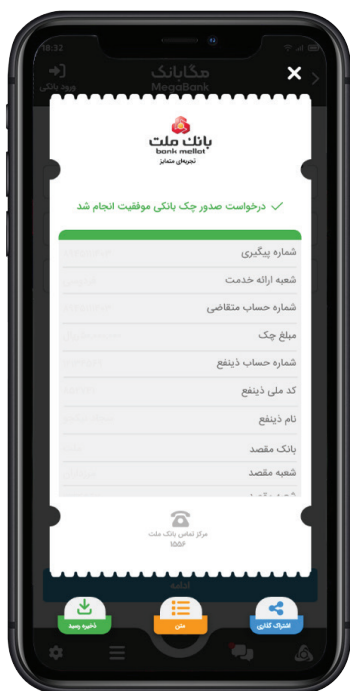 18:32
مگابانک
MegaBank
ورود بانکی
بانک ملت
bank mellat
تجربه‌ای متمایز
درخواست صدور چک بانکی موفقیت انجام شد
شماره پیگیری
شعبه ارائه خدمت
شماره حساب متقاضی
مبلغ چک
شماره حساب ذینفع
کد ملی ذینفع
نام ذینفع
بانک مقصد
شعبه مقصد
مرکز تماس بانک ملت
۱۵۵۶
ادامه
اشتراک گذاری
متن
ذخیره رسید